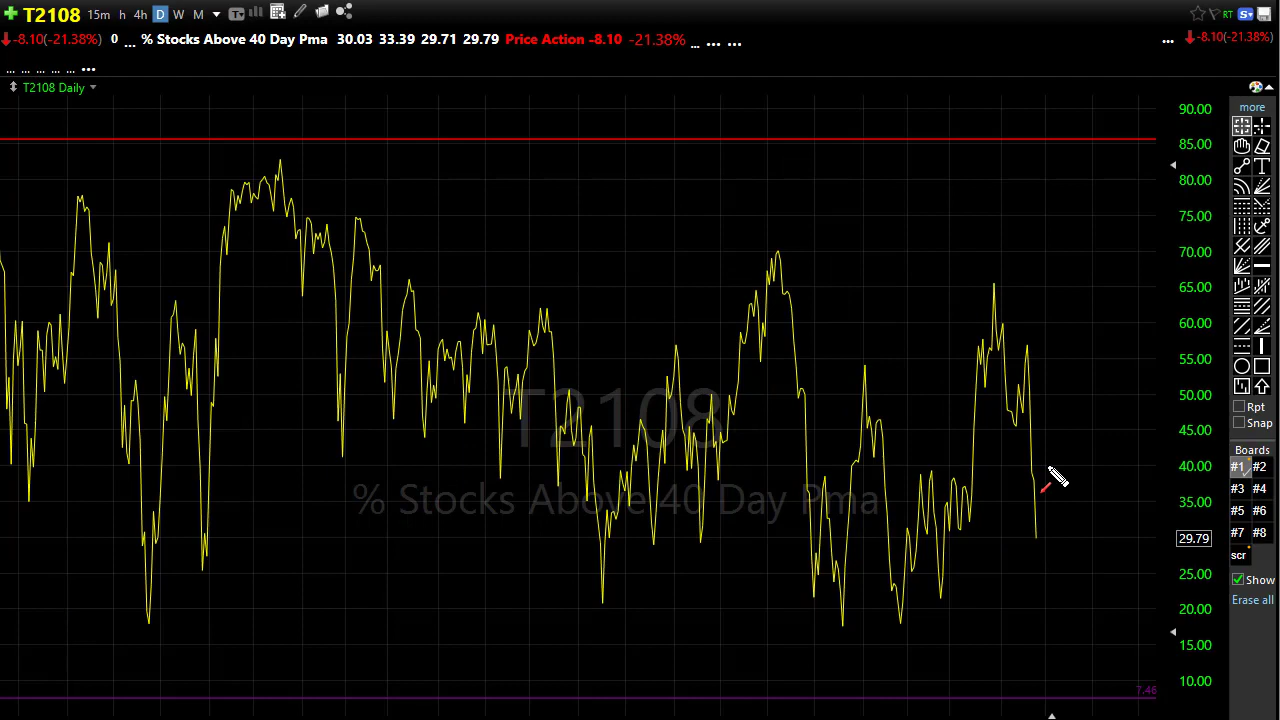 T2108 15m h 4h D W M T RT S
-8.10(-21.38%) 0 ... % Stocks Above 40 Day Pma 30.03 33.39 29.71 29.79 Price Action -8.10 -21.38% ... ... ... ... -8.10(-21.38%)
... ... ... ... ... ...
T2108 Daily
90.00
85.00
80.00
75.00
70.00
65.00
60.00
55.00
50.00
45.00
40.00
35.00
29.79
25.00
20.00
15.00
10.00
7.46
T2108
% Stocks Above 40 Day Pma
more
T
Rpt
Snap
Boards
#1 #2
#3 #4
#5 #6
#7 #8
scr
Show
Erase all